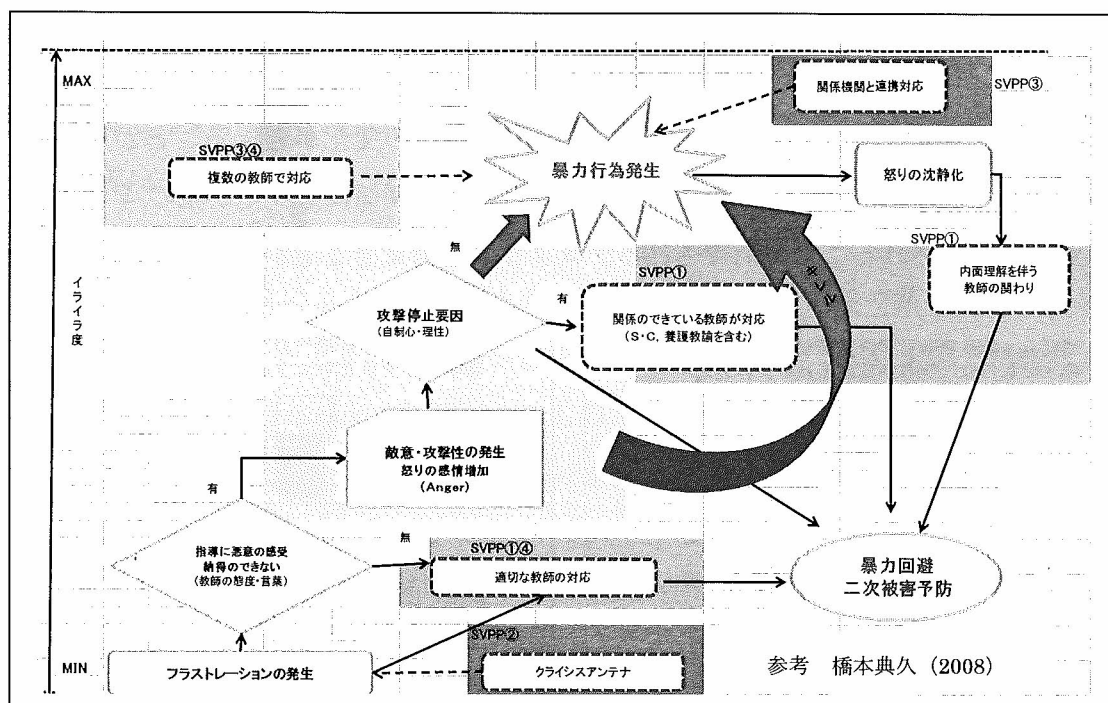 MAX
関係機関と連携対応
SVPP③
SVPP③④
複数の教師で対応
暴力行為発生
怒りの沈静化
無
SVPP①
内面理解を伴う
教師の関わり
イライラ度
攻撃停止要因
(自制心・理性)
有
SVPP①
関係のできている教師が対応
(S・C，養護教諭を含む)
キレル
敵意・攻撃性の発生
怒りの感情増加
(Anger)
有
指導に悪意の感受
納得のできない
(教師の態度・言葉)
無
SVPP①④
適切な教師の対応
暴力回避
二次被害予防
SVPP②
MIN
フラストレーションの発生
クライシスアンテナ
参考　橋本典久（2008）